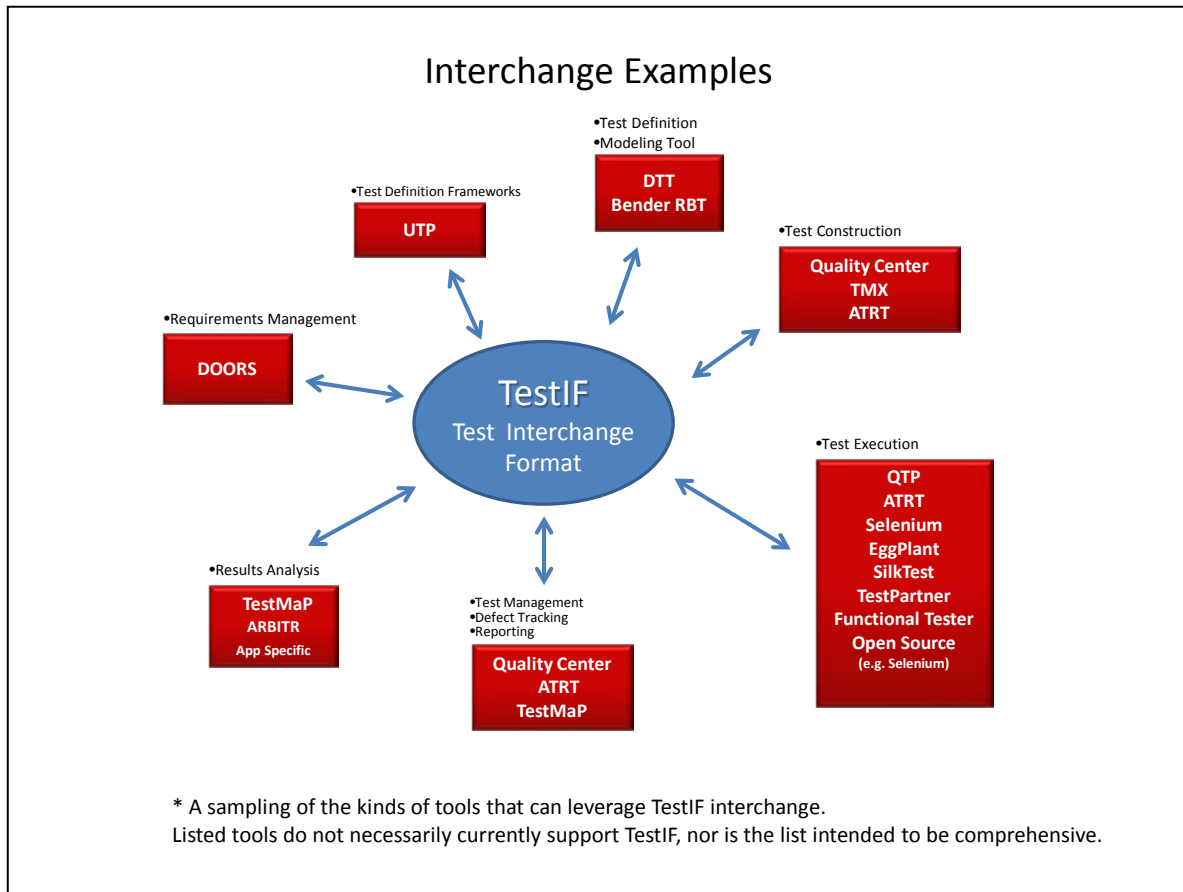 Interchange Examples
•Test Definition
•Modeling Tool
DTT
Bender RBT
•Test Definition Frameworks
UTP
•Test Construction
Quality Center
TMX
ATRT
•Requirements Management
DOORS
TestIF
Test Interchange
Format
•Test Execution
QTP
ATRT
Selenium
EggPlant
SilkTest
TestPartner
Functional Tester
Open Source
(e.g. Selenium)
•Results Analysis
TestMaP
ARBITR
App Specific
•Test Management
•Defect Tracking
•Reporting
Quality Center
ATRT
TestMaP
* A sampling of the kinds of tools that can leverage TestIF interchange.
Listed tools do not necessarily currently support TestIF, nor is the list intended to be comprehensive.